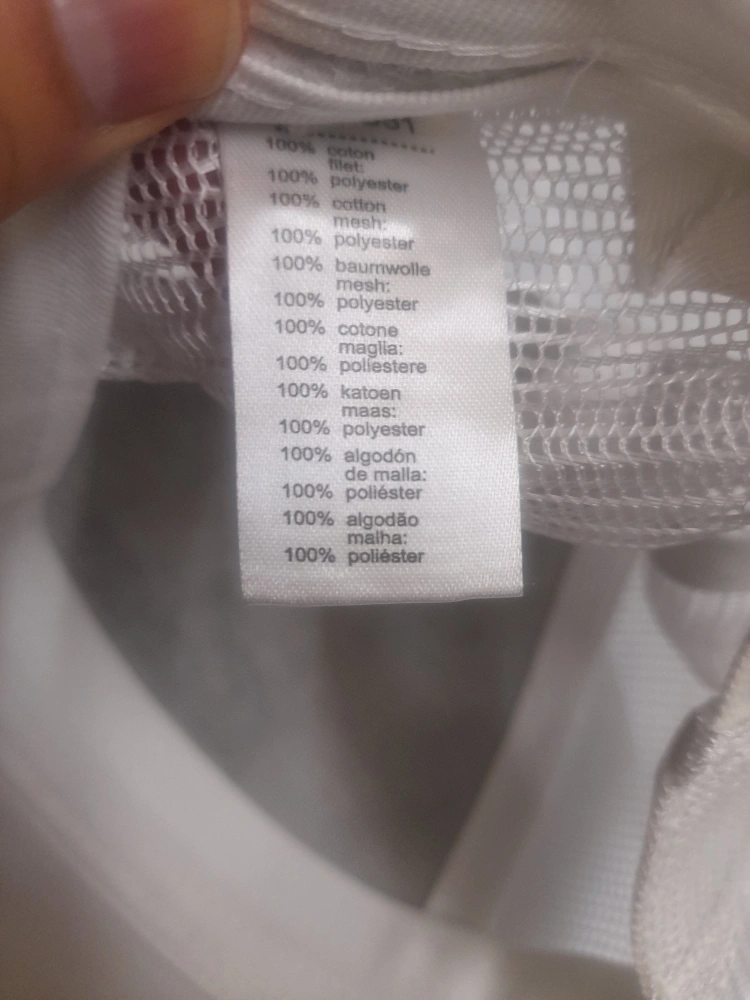 100% coton
filet:
100% polyester
100% cotton
mesh:
100% polyester
100% baumwolle
mesh:
100% polyester
100% cotone
maglia:
100% poliestere
100% katoen
maas:
100% polyester
100% algodón
de malla:
100% poliéster
100% algodão
malha:
100% poliéster